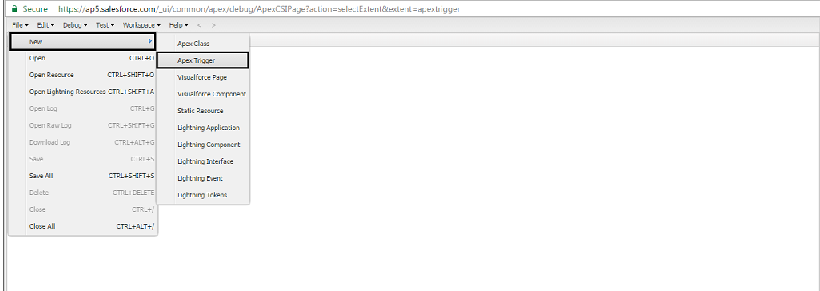 Secure https://ap5.salesforce.com/_ui/common/apex/debug/ApexCSIPage?action=selectExtent&extent=apextrigger
File Edit Debug Test Workspace Help < >
New
Open CTRL+O
Open Resource CTRL+SHIFT+O
Open Lightning Resources CTRL+SHIFT+A
Open Log CTRL+G
Open Raw Log CTRL+SHIFT+G
Download Log CTRL+ALT+G
Save CTRL+S
Save All CTRL+SHIFT+S
Delete CTRL+DELETE
Close CTRL+/
Close All CTRL+ALT+/
Apex Class
Apex Trigger
Visualforce Page
Visualforce Component
Static Resource
Lightning Application
Lightning Component
Lightning Interface
Lightning Event
Lightning Tokens